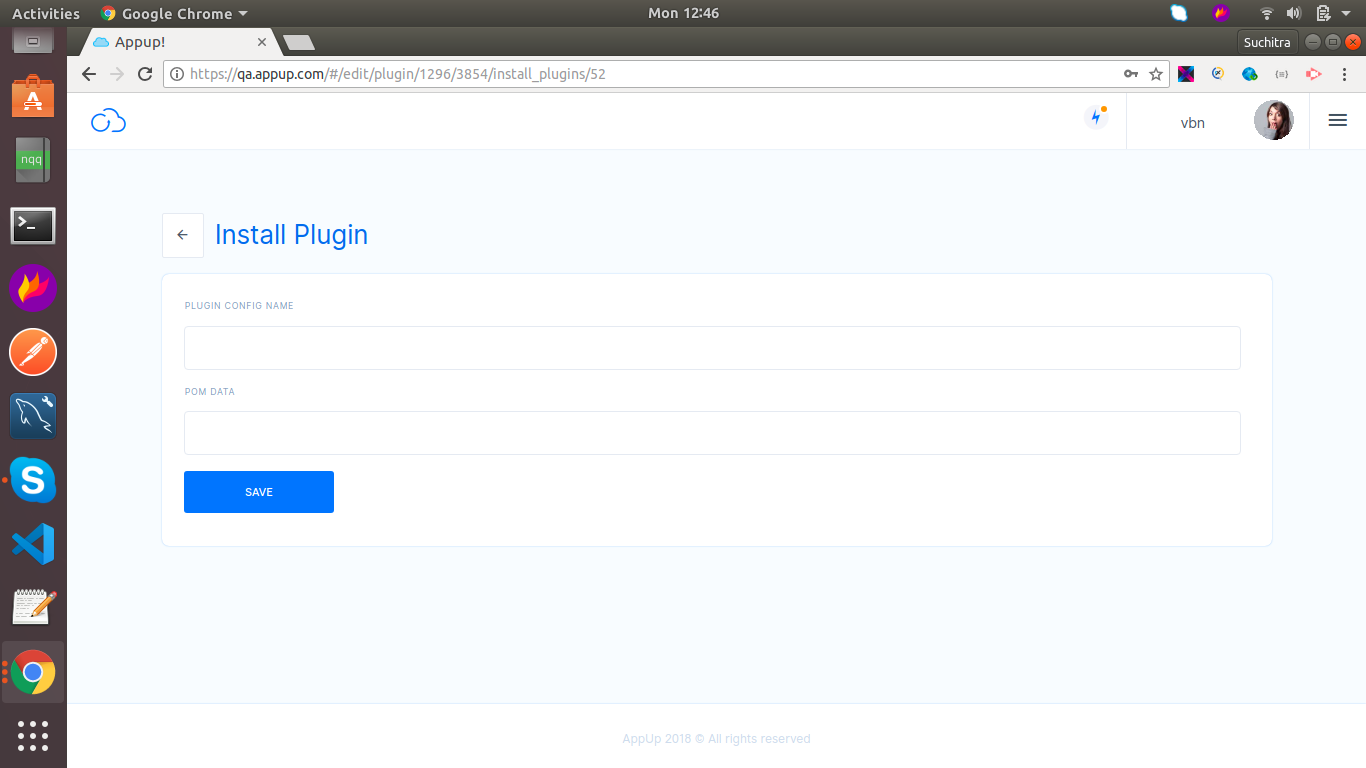 Activities
Google Chrome
Mon 12:46
Appup!
Suchitra
https://qa.appup.com/#/edit/plugin/1296/3854/install_plugins/52
vbn
nqq
Install Plugin
PLUGIN CONFIG NAME
POM DATA
SAVE
AppUp 2018 © All rights reserved